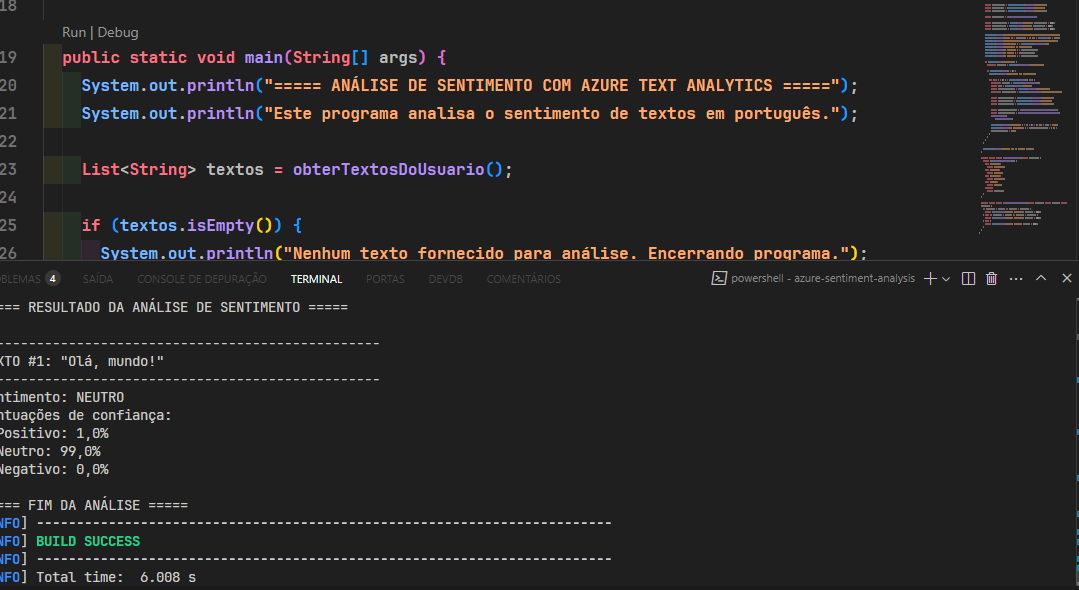 18
Run | Debug
19 public static void main(String[] args) {
20 System.out.println("===== ANÁLISE DE SENTIMENTO COM AZURE TEXT ANALYTICS =====");
21 System.out.println("Este programa analisa o sentimento de textos em português.");
22
23 List<String> textos = obterTextosDoUsuario();
24
25 if (textos.isEmpty()) {
26 System.out.println("Nenhum texto fornecido para análise. Encerrando programa.");
OBLEMAS 4 SAÍDA CONSOLE DE DEPURAÇÃO TERMINAL PORTAS DEVDB COMENTÁRIOS powershell - azure-sentiment-analysis
=== RESULTADO DA ANÁLISE DE SENTIMENTO =====
-----------------------------------------------
XTO #1: "Olá, mundo!"
-----------------------------------------------
ntimento: NEUTRO
ntuações de confiança:
Positivo: 1,0%
Neutro: 99,0%
Negativo: 0,0%
=== FIM DA ANÁLISE =====
NFO] ------------------------------------------------------------------------
NFO] BUILD SUCCESS
NFO] ------------------------------------------------------------------------
NFO] Total time:  6.008 s